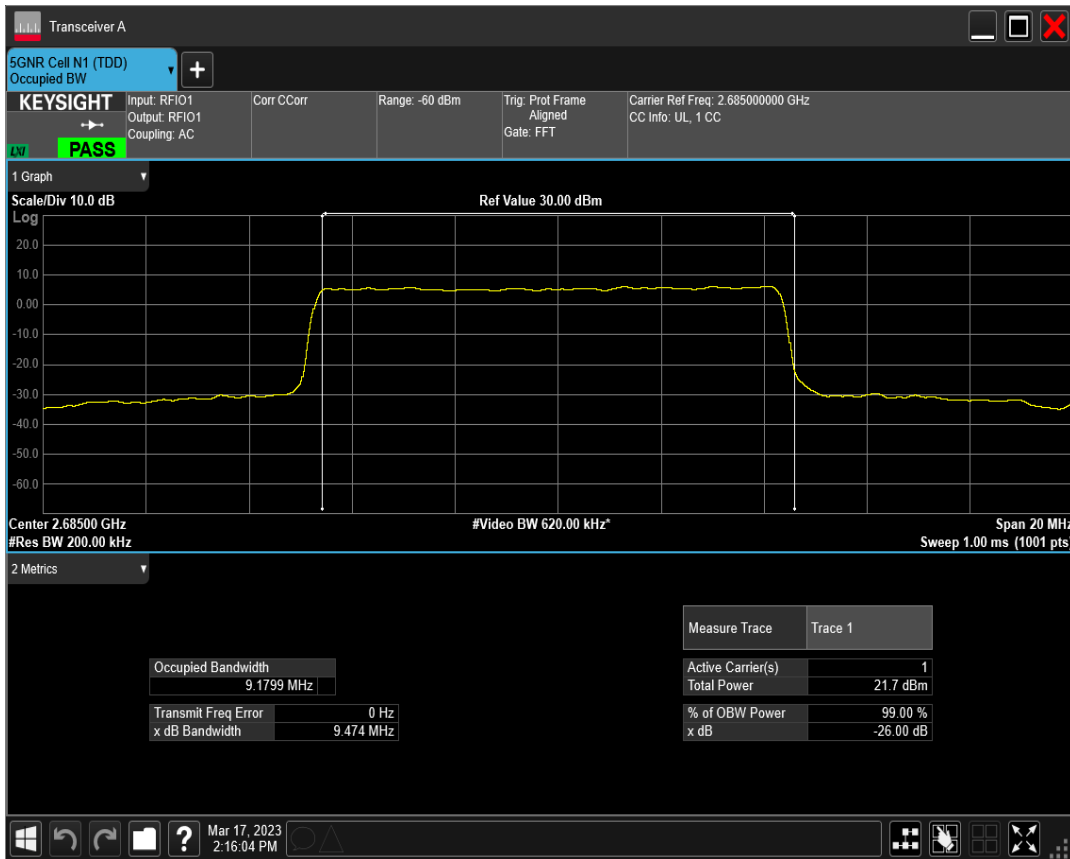 Transceiver A
5GNR Cell N1 (TDD)
Occupied BW
+
KEYSIGHT
LXI
PASS
Input: RFIO1
Output: RFIO1
Coupling: AC
Corr CCorr
Range: -60 dBm
Trig: Prot Frame
Aligned
Gate: FFT
Carrier Ref Freq: 2.685000000 GHz
CC Info: UL, 1 CC
1 Graph
Scale/Div 10.0 dB
Ref Value 30.00 dBm
Log
20.0
10.0
0.00
-10.0
-20.0
-30.0
-40.0
-50.0
-60.0
Center 2.68500 GHz
#Video BW 620.00 kHz*
Span 20 MHz
#Res BW 200.00 kHz
Sweep 1.00 ms (1001 pts)
2 Metrics
Measure Trace Trace 1
Occupied Bandwidth
9.1799 MHz
Transmit Freq Error 0 Hz
x dB Bandwidth 9.474 MHz
Active Carrier(s) 1
Total Power 21.7 dBm
% of OBW Power 99.00 %
x dB -26.00 dB
?
Mar 17, 2023
2:16:04 PM